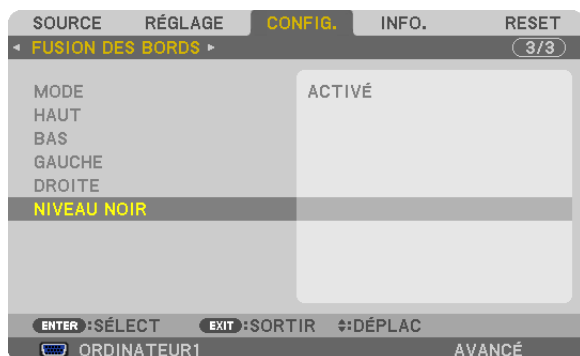 SOURCE RÉGLAGE CONFIG. INFO. RESET
◂ FUSION DES BORDS ▸ 3/3
MODE ACTIVÉ
HAUT
BAS
GAUCHE
DROITE
NIVEAU NOIR
ENTER :SÉLECT EXIT :SORTIR ♦:DÉPLAC
ORDINATEUR1 AVANCÉ